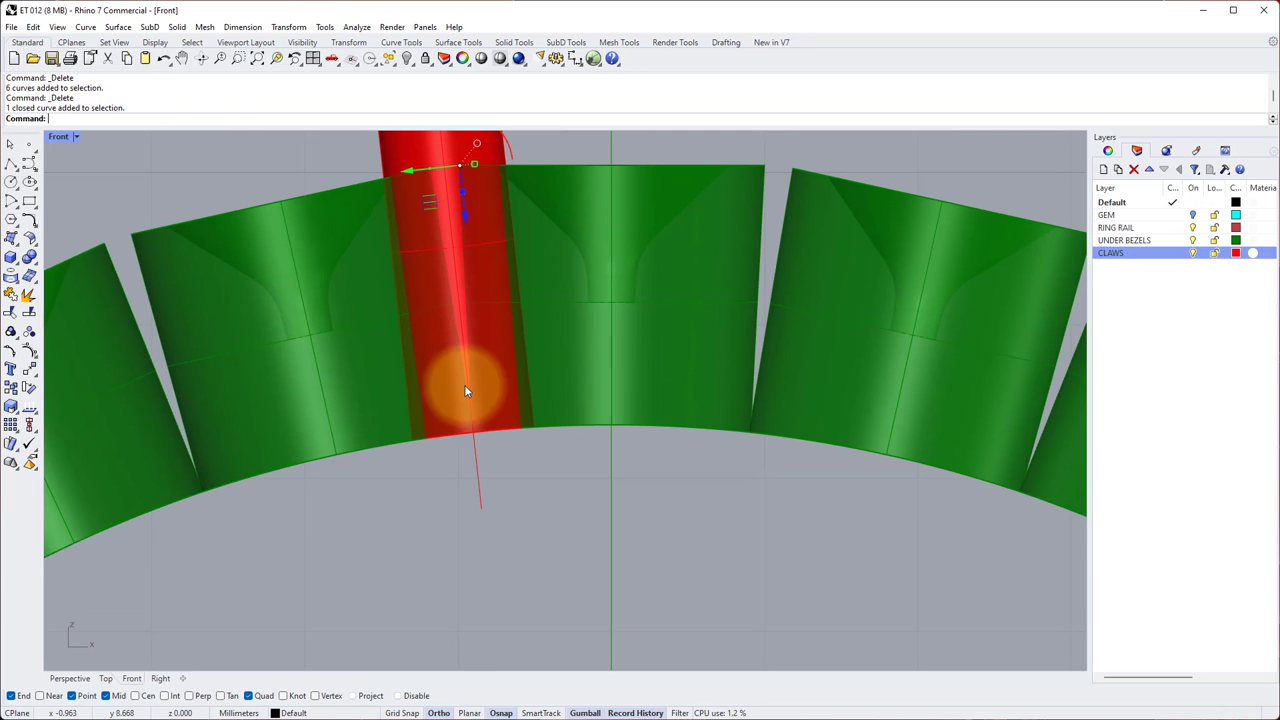 ET 012 (8 MB) - Rhino 7 Commercial - [Front]
File Edit View Curve Surface SubD Solid Mesh Dimension Transform Tools Analyze Render Panels Help
Standard CPlanes Set View Display Select Viewport Layout Visibility Transform Curve Tools Surface Tools Solid Tools SubD Tools Mesh Tools Render Tools Drafting New in V7
Command: _Delete
6 curves added to selection.
Command: _Delete
1 closed curve added to selection.
Command:
Front
Layers
Layer C... On Lo... C... Materia
Default
GEM
RING RAIL
UNDER BEZELS
CLAWS
z
x
Perspective Top Front Right
End Near Point Mid Cen Int Perp Tan Quad Knot Vertex Project Disable
CPlane x -0.963 y 8.668 z 0.000 Millimeters Default Grid Snap Ortho Planar Osnap SmartTrack Gumball Record History Filter CPU use: 1.2 %